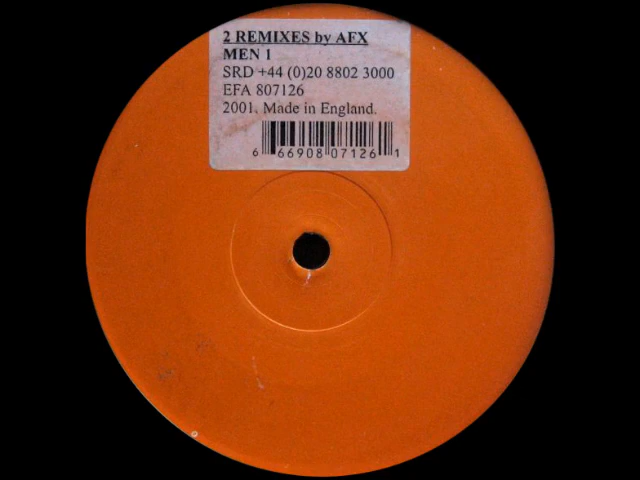 2 REMIXES by AFX
MEN 1
SRD +44 (0)20 8802 3000
EFA 807126
2001. Made in England.
6 66908 07126 1